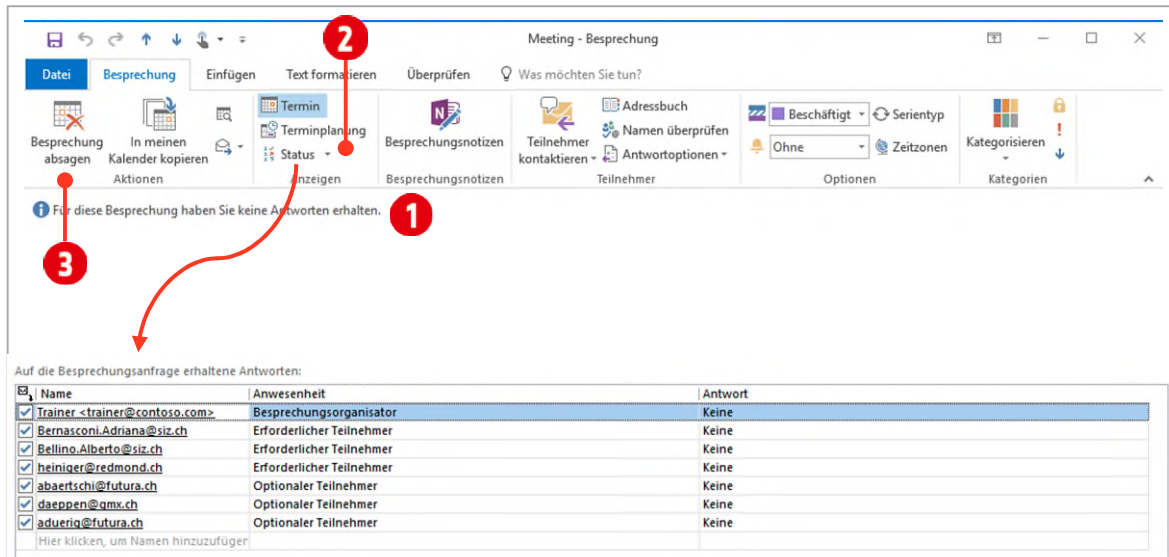 2
Meeting - Besprechung
Datei Besprechung Einfügen Text formatieren Überprüfen Was möchten Sie tun?
Besprechung absagen
In meinen Kalender kopieren
Aktionen
Termin
Terminplanung
Status
Anzeigen
Besprechungsnotizen
Besprechungsnotizen
Teilnehmer kontaktieren
Adressbuch
Namen überprüfen
Antwortoptionen
Teilnehmer
Beschäftigt
Serientyp
Ohne
Zeitzonen
Optionen
Kategorisieren
Kategorien
Für diese Besprechung haben Sie keine Antworten erhalten.
1
3
Auf die Besprechungsanfrage erhaltene Antworten:
Name Anwesenheit Antwort
Trainer <trainer@contoso.com> Besprechungsorganisator Keine
Bernasconi.Adriana@siz.ch Erforderlicher Teilnehmer Keine
Bellino.Alberto@siz.ch Erforderlicher Teilnehmer Keine
heiniger@redmond.ch Erforderlicher Teilnehmer Keine
abaertschi@futura.ch Optionaler Teilnehmer Keine
daeppen@gmx.ch Optionaler Teilnehmer Keine
aduerig@futura.ch Optionaler Teilnehmer Keine
Hier klicken, um Namen hinzuzufüger